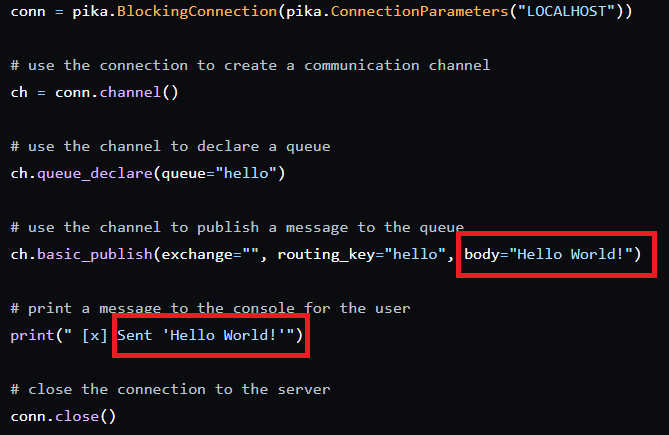 conn = pika.BlockingConnection(pika.ConnectionParameters("LOCALHOST"))
# use the connection to create a communication channel
ch = conn.channel()
# use the channel to declare a queue
ch.queue_declare(queue="hello")
# use the channel to publish a message to the queue
ch.basic_publish(exchange="", routing_key="hello", body="Hello World!")
# print a message to the console for the user
print(" [x] Sent 'Hello World!'")
# close the connection to the server
conn.close()